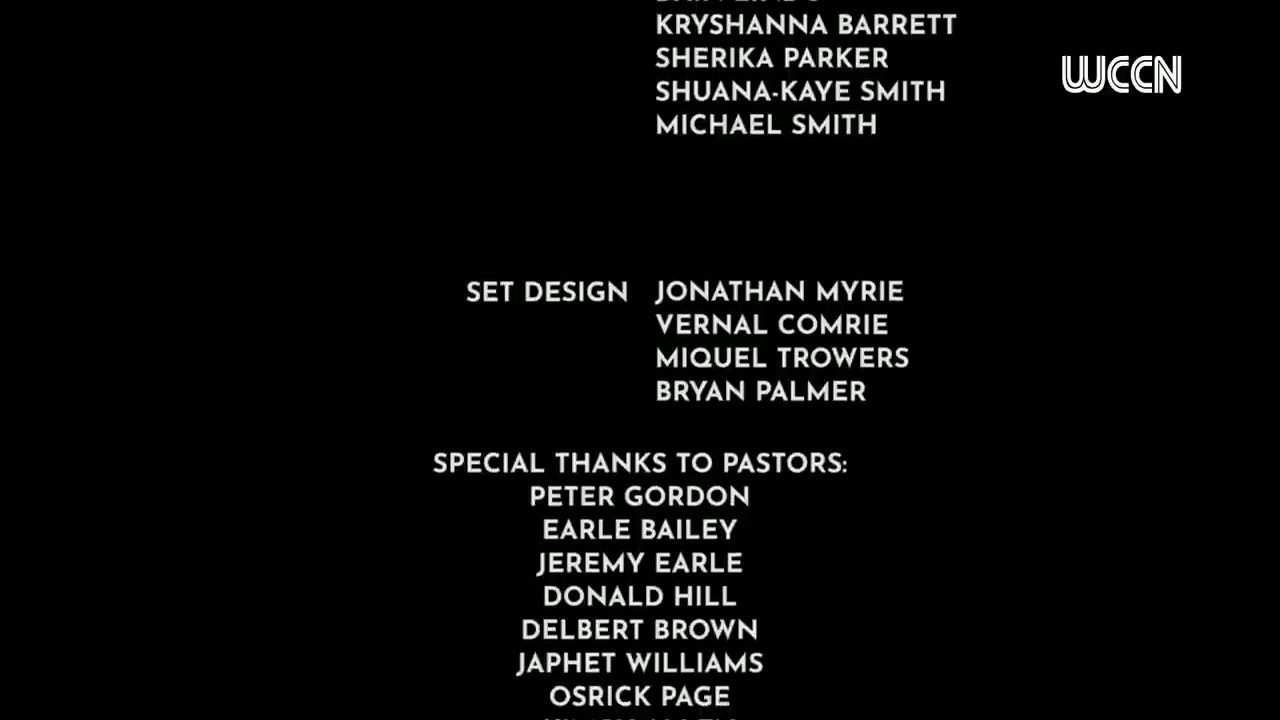 KRYSHANNA BARRETT
SHERIKA PARKER
WCCN
SHUANA-KAYE SMITH
MICHAEL SMITH
SET DESIGN JONATHAN MYRIE
VERNAL COMRIE
MIQUEL TROWERS
BRYAN PALMER
SPECIAL THANKS TO PASTORS:
PETER GORDON
EARLE BAILEY
JEREMY EARLE
DONALD HILL
DELBERT BROWN
JAPHET WILLIAMS
OSRICK PAGE